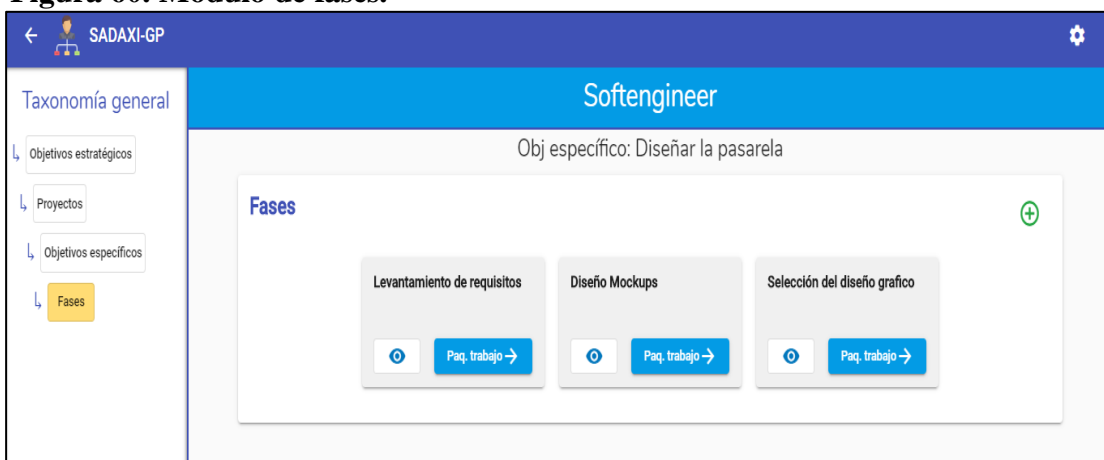 Figura 60. Módulo de fases.
SADAXI-GP
Taxonomía general
Objetivos estratégicos
Proyectos
Objetivos específicos
Fases
Softengineer
Obj específico: Diseñar la pasarela
Fases
Levantamiento de requisitos
Paq. trabajo
Diseño Mockups
Paq. trabajo
Selección del diseño grafico
Paq. trabajo